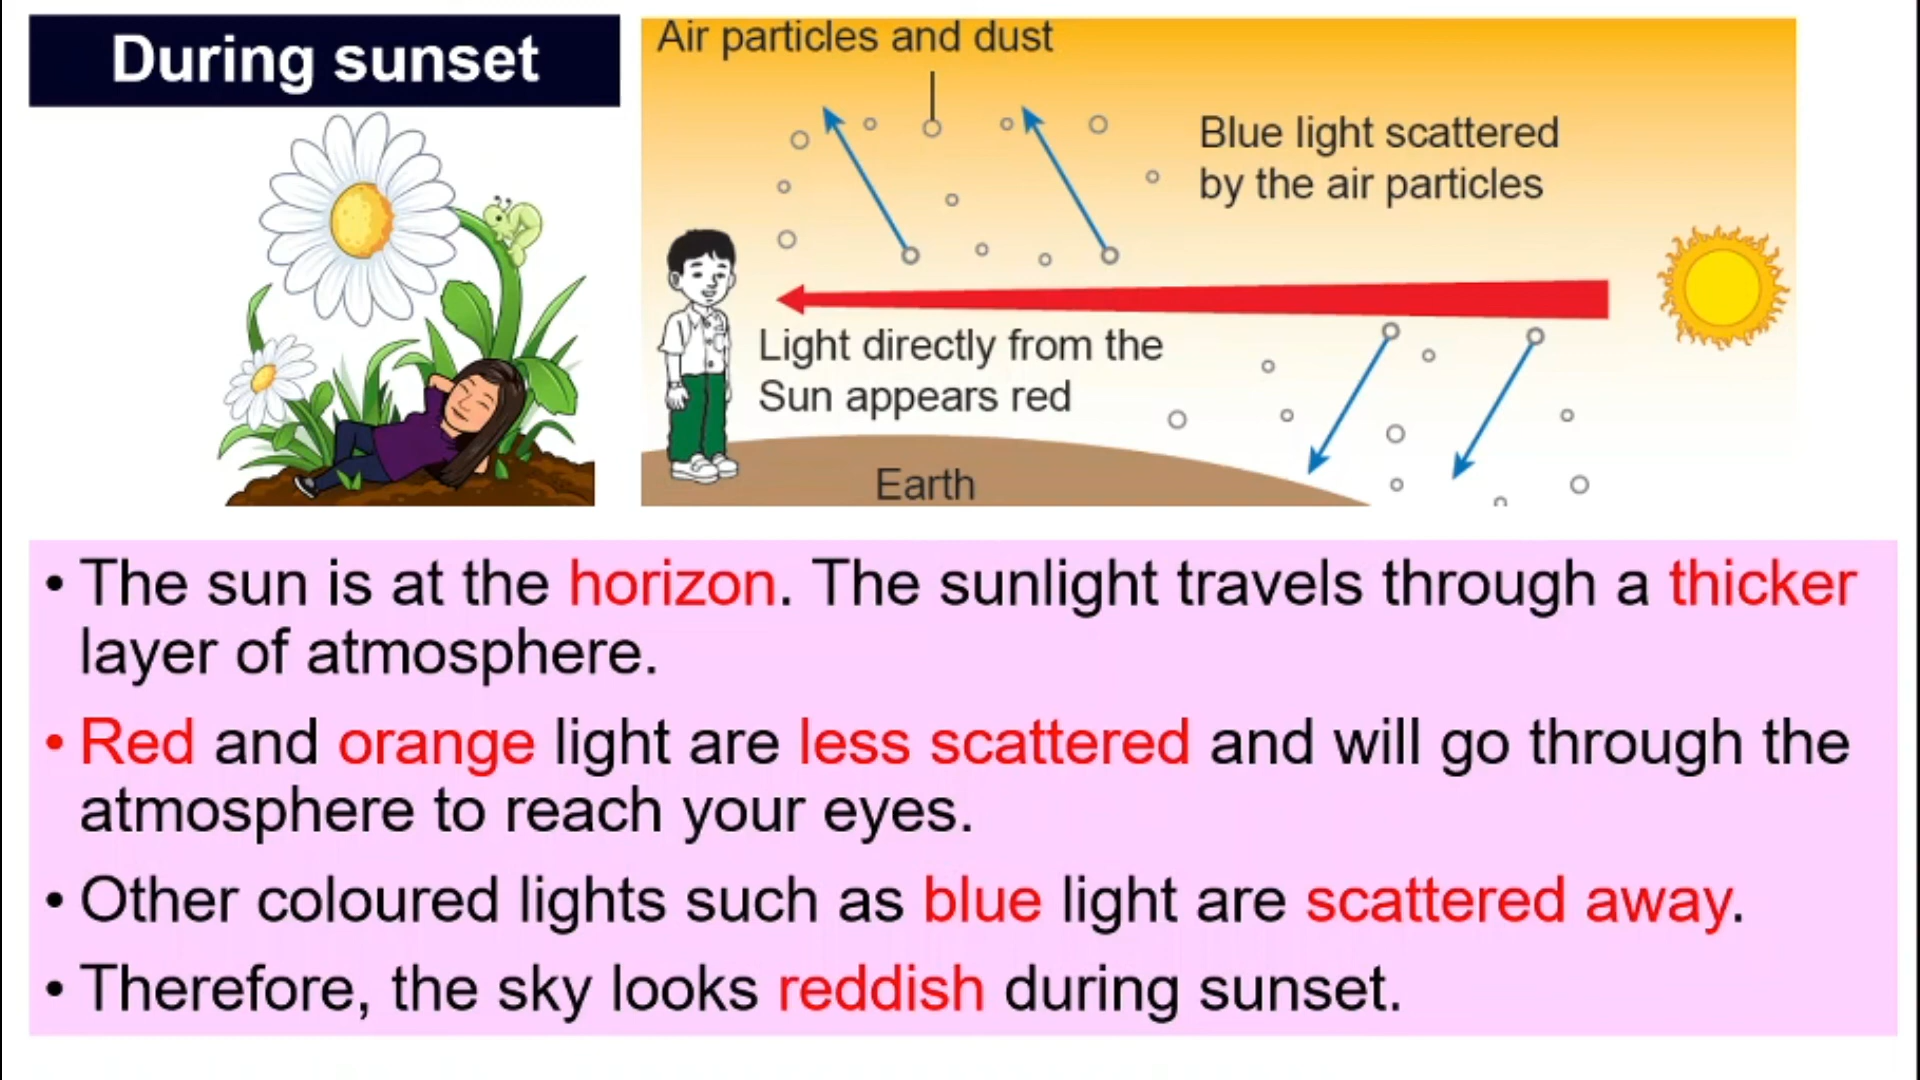 During sunset
Air particles and dust
Blue light scattered
by the air particles
Light directly from the
Sun appears red
Earth
• The sun is at the horizon. The sunlight travels through a thicker
layer of atmosphere.
• Red and orange light are less scattered and will go through the
atmosphere to reach your eyes.
• Other coloured lights such as blue light are scattered away.
• Therefore, the sky looks reddish during sunset.